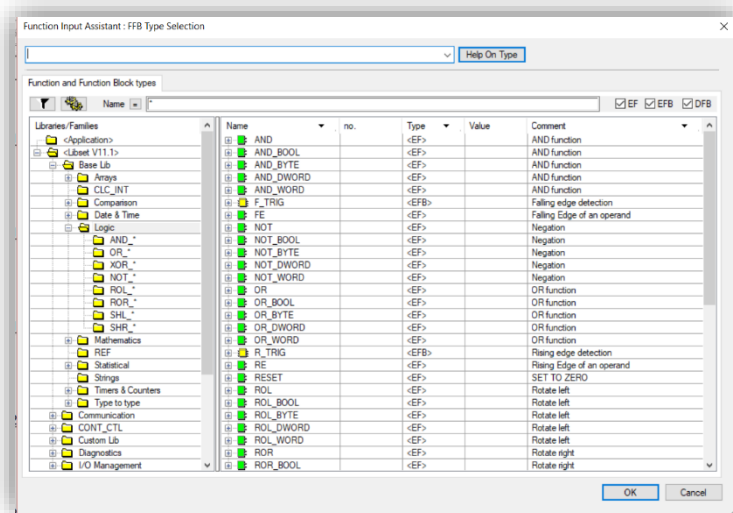 Function Input Assistant : FFB Type Selection
Help On Type
Function and Function Block types
Name = * EF EFB DFB
Libraries/Families
<Application>
<Libset V11.1>
Base Lib
Arrays
CLC_INT
Comparison
Date & Time
Logic
AND_*
OR_*
XOR_*
NOT_*
ROL_*
ROR_*
SHL_*
SHR_*
Mathematics
REF
Statistical
Strings
Timers & Counters
Type to type
Communication
CONT_CTL
Custom Lib
Diagnostics
I/O Management
Name no. Type Value Comment
AND <EF> AND function
AND_BOOL <EF> AND function
AND_BYTE <EF> AND function
AND_DWORD <EF> AND function
AND_WORD <EF> AND function
F_TRIG <EFB> Falling edge detection
FE <EF> Falling Edge of an operand
NOT <EF> Negation
NOT_BOOL <EF> Negation
NOT_BYTE <EF> Negation
NOT_DWORD <EF> Negation
NOT_WORD <EF> Negation
OR <EF> OR function
OR_BOOL <EF> OR function
OR_BYTE <EF> OR function
OR_DWORD <EF> OR function
OR_WORD <EF> OR function
R_TRIG <EFB> Rising edge detection
RE <EF> Rising Edge of an operand
RESET <EF> SET TO ZERO
ROL <EF> Rotate left
ROL_BOOL <EF> Rotate left
ROL_BYTE <EF> Rotate left
ROL_DWORD <EF> Rotate left
ROL_WORD <EF> Rotate left
ROR <EF> Rotate right
ROR_BOOL <EF> Rotate right
OK Cancel